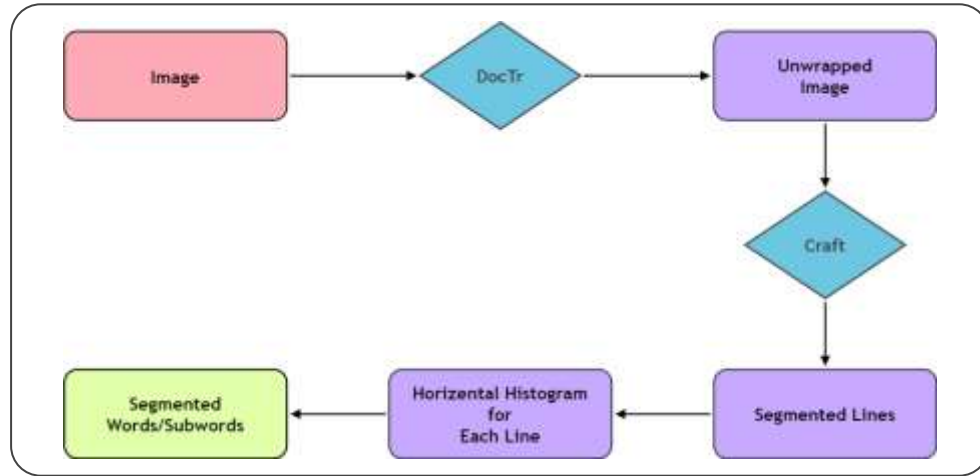 Image
DocTr
Unwrapped
Image
Craft
Segmented Lines
Horizental Histogram
for
Each Line
Segmented
Words/Subwords